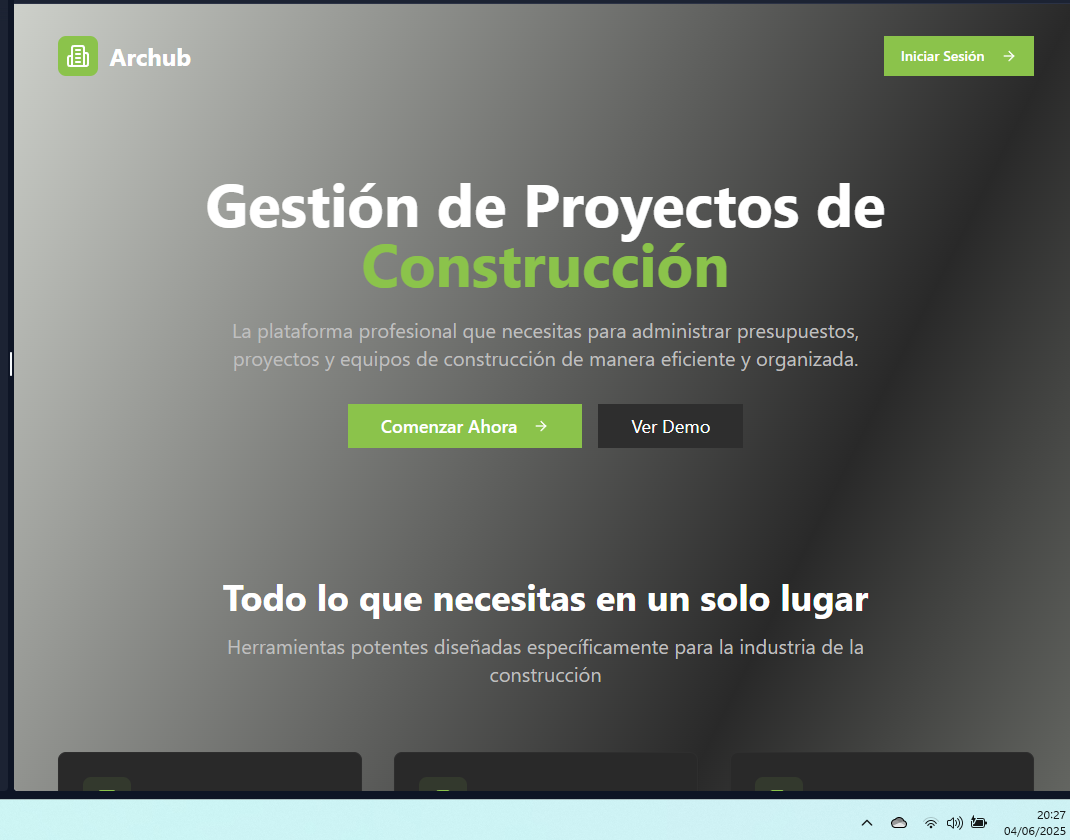 Archub
Iniciar Sesión
Gestión de Proyectos de
Construcción
La plataforma profesional que necesitas para administrar presupuestos,
proyectos y equipos de construcción de manera eficiente y organizada.
Comenzar Ahora
Ver Demo
Todo lo que necesitas en un solo lugar
Herramientas potentes diseñadas específicamente para la industria de la
construcción
20:27
04/06/2025